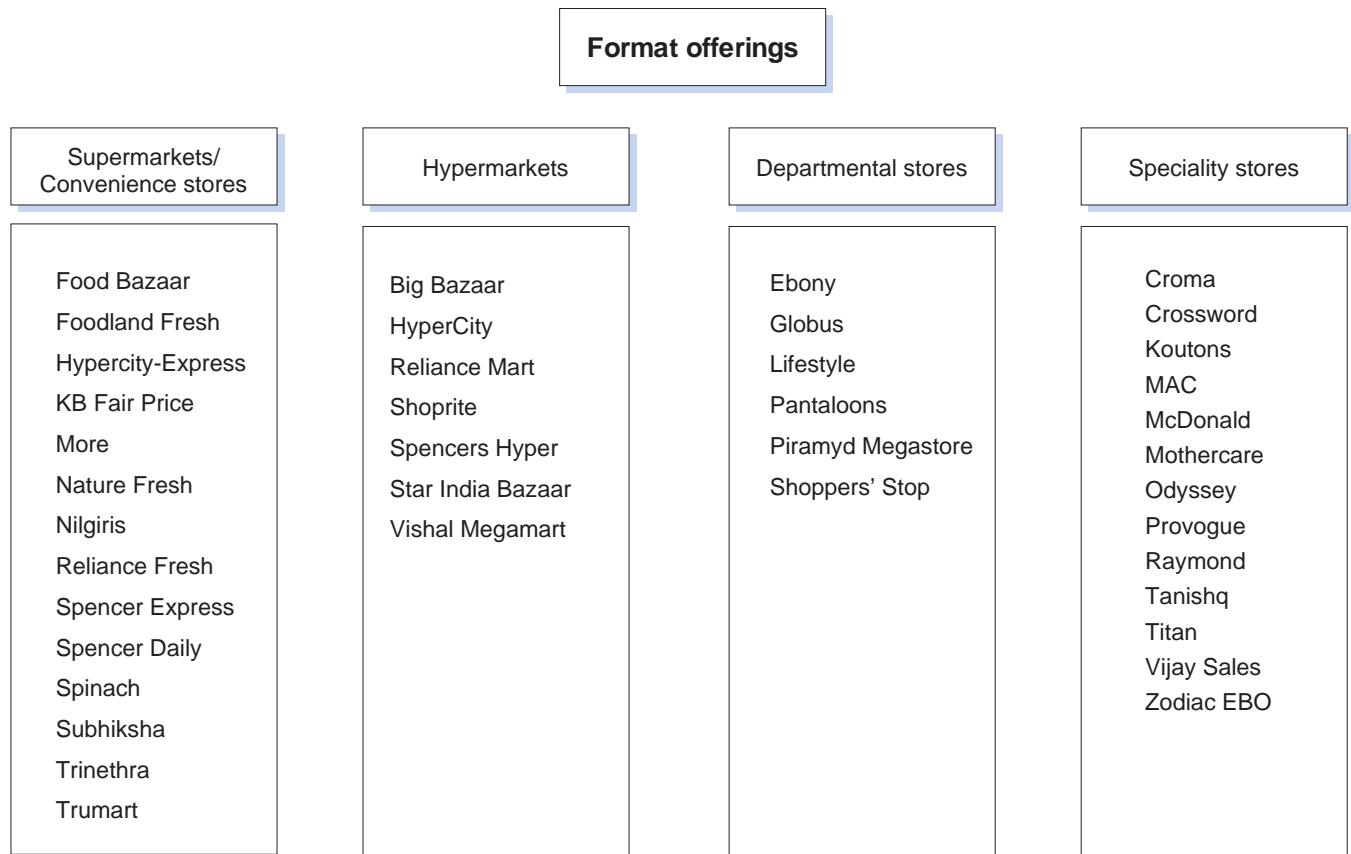 Format offerings
Supermarkets/
Convenience stores
Food Bazaar
Foodland Fresh
Hypercity-Express
KB Fair Price
More
Nature Fresh
Nilgiris
Reliance Fresh
Spencer Express
Spencer Daily
Spinach
Subhiksha
Trinethra
Trumart
Hypermarkets
Big Bazaar
HyperCity
Reliance Mart
Shoprite
Spencers Hyper
Star India Bazaar
Vishal Megamart
Departmental stores
Ebony
Globus
Lifestyle
Pantaloons
Piramyd Megastore
Shoppers’ Stop
Speciality stores
Croma
Crossword
Koutons
MAC
McDonald
Mothercare
Odyssey
Provogue
Raymond
Tanishq
Titan
Vijay Sales
Zodiac EBO